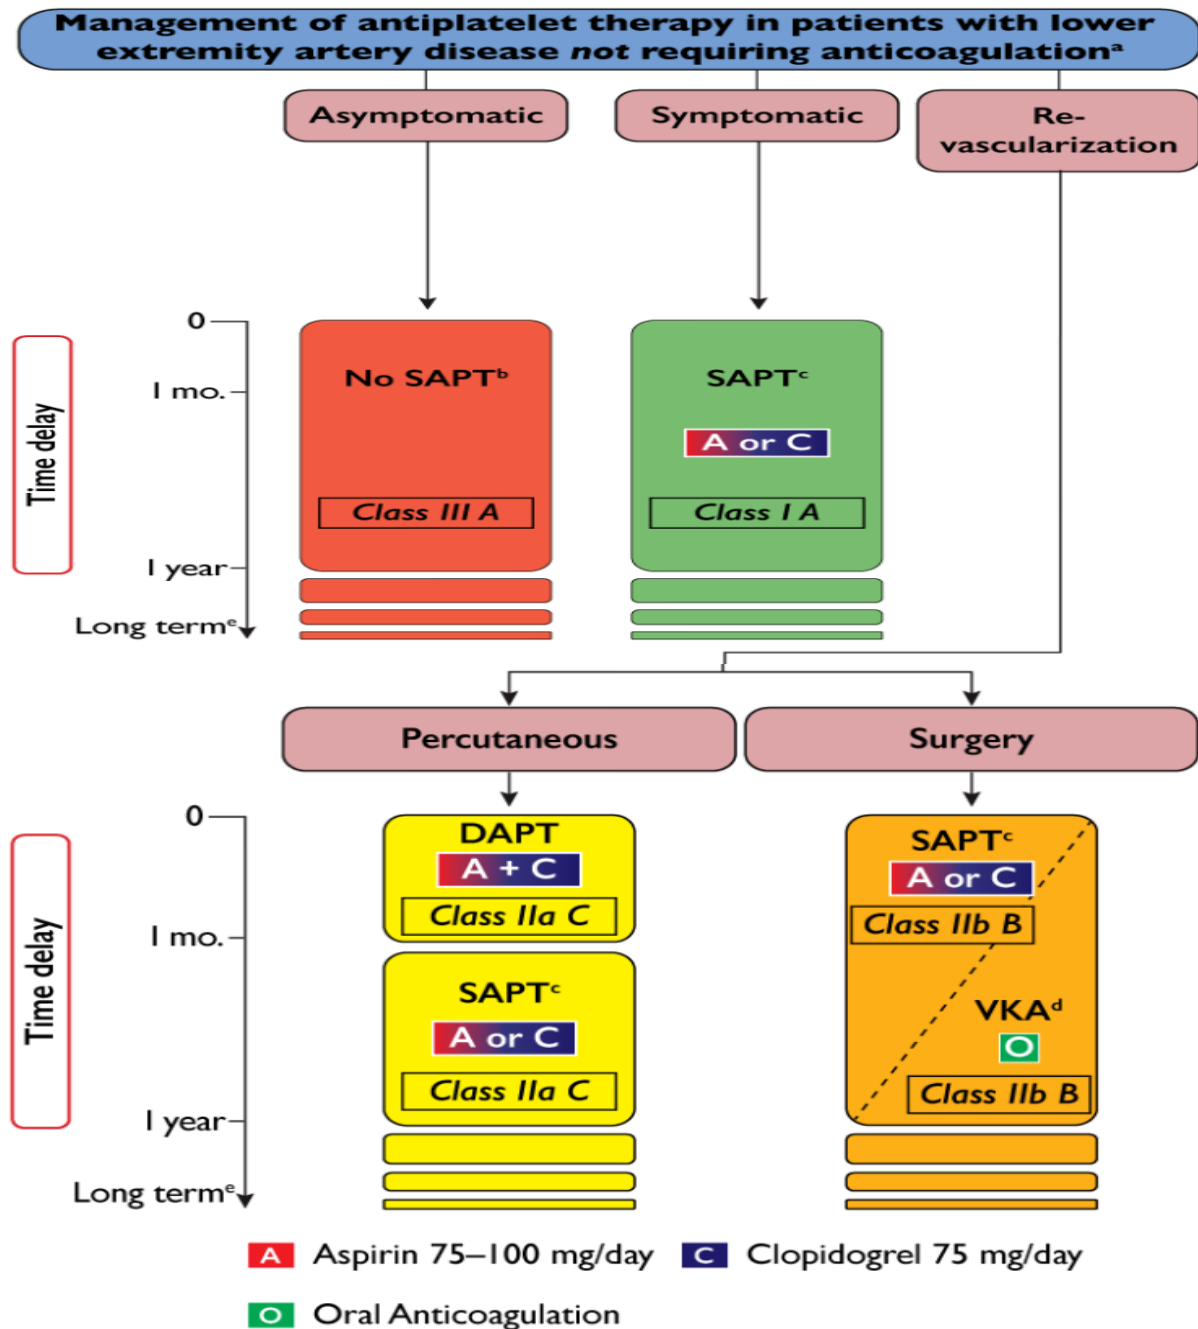 Management of antiplatelet therapy in patients with lower
extremity artery disease not requiring anticoagulationᵃ
Asymptomatic
Symptomatic
Re-
vascularization
Time delay
0
1 mo.
1 year
Long termᵉ
No SAPTᵇ
Class III A
SAPTᶜ
A or C
Class I A
Percutaneous
Surgery
Time delay
0
1 mo.
1 year
Long termᵉ
DAPT
A + C
Class IIa C
SAPTᶜ
A or C
Class IIa C
SAPTᶜ
A or C
Class IIb B
VKAᵈ
O
Class IIb B
A Aspirin 75–100 mg/day C Clopidogrel 75 mg/day
O Oral Anticoagulation